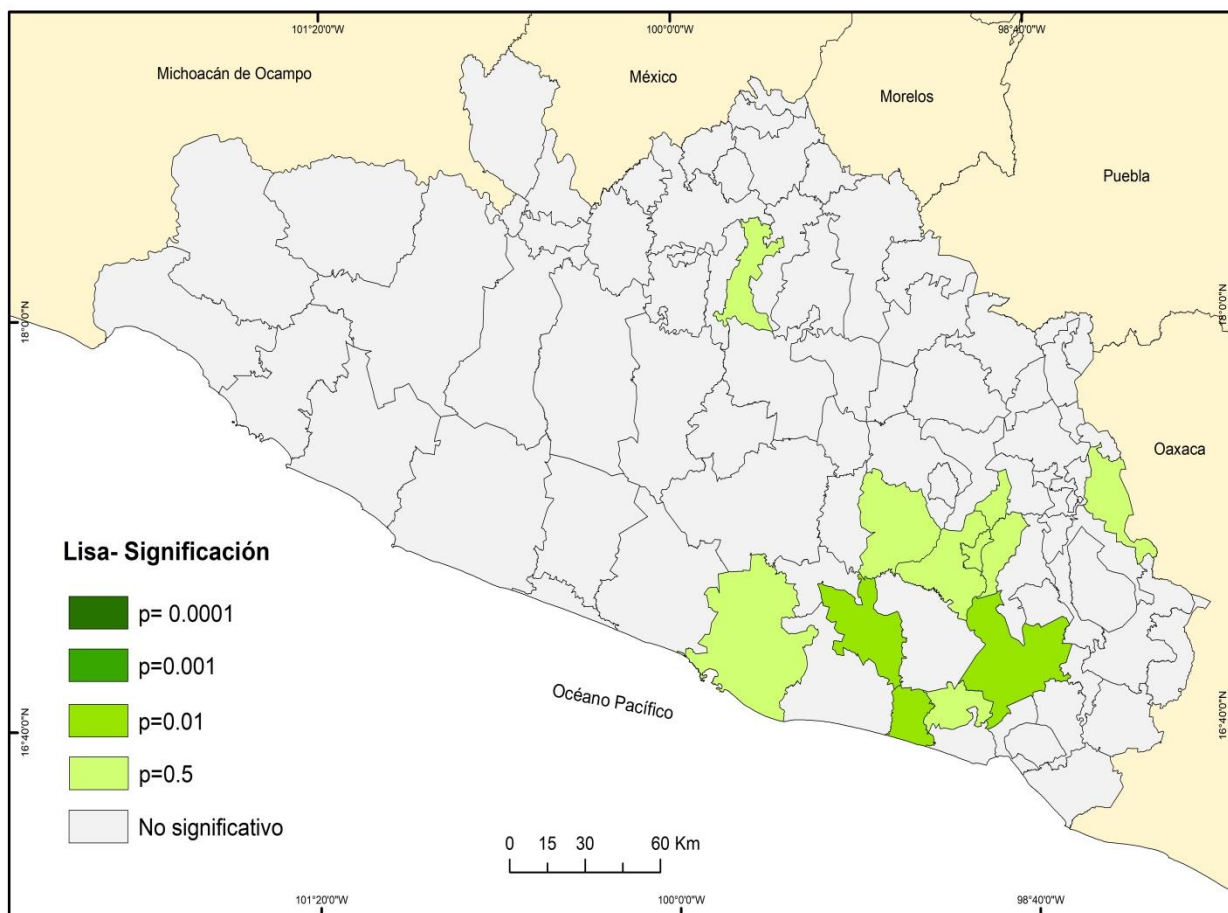 101°20'0"W
100°0'0"W
98°40'0"W
Michoacán de Ocampo
México
Morelos
Puebla
18°0'0"N
18°0'0"N
Oaxaca
Lisa- Significación
p= 0.0001
p=0.001
p=0.01
p=0.5
No significativo
Océano Pacífico
16°40'0"N
16°40'0"N
0 15 30 60 Km
101°20'0"W
100°0'0"W
98°40'0"W